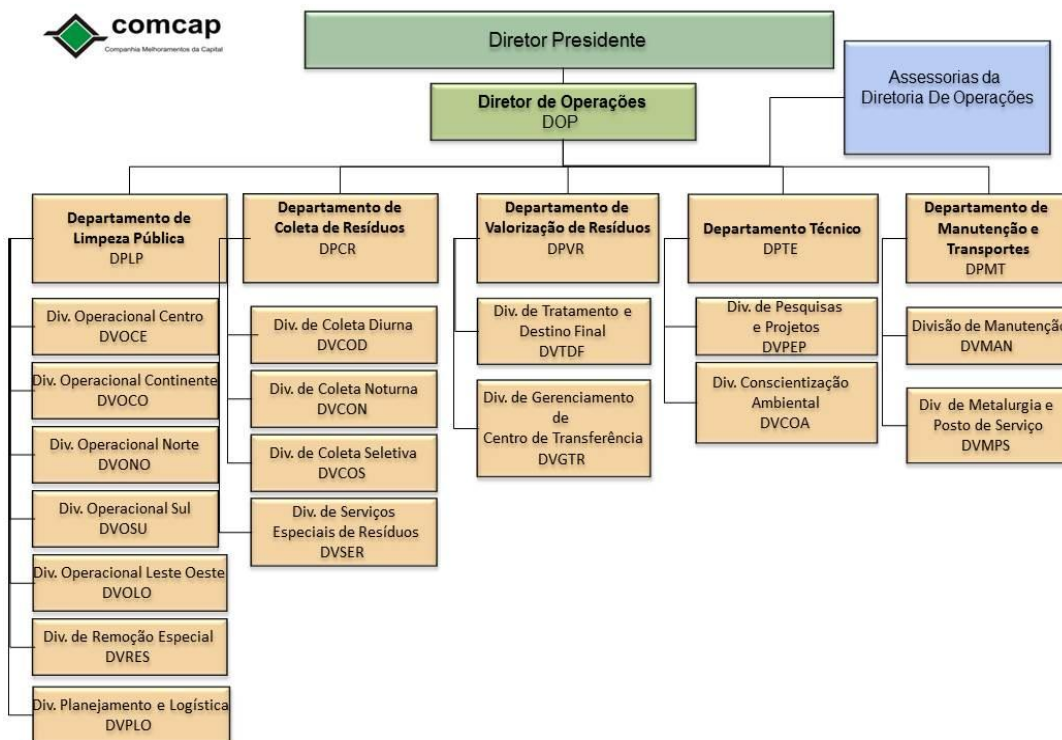 comcap
Companhia Melhoramentos da Capital
Diretor Presidente
Diretor de Operações
DOP
Assessorias da
Diretoria De Operações
Departamento de
Limpeza Pública
DPLP
Div. Operacional Centro
DVOCE
Div. Operacional Continente
DVOCO
Div. Operacional Norte
DVONO
Div. Operacional Sul
DVOSU
Div. Operacional Leste Oeste
DVOLO
Div. de Remoção Especial
DVRES
Div. Planejamento e Logística
DVPLO
Departamento de
Coleta de Resíduos
DPCR
Div. de Coleta Diurna
DVCOD
Div. de Coleta Noturna
DVCON
Div. de Coleta Seletiva
DVCOS
Div. de Serviços
Especiais de Resíduos
DVSER
Departamento de
Valorização de Resíduos
DPVR
Div. de Tratamento e
Destino Final
DVTDF
Div. de Gerenciamento
de
Centro de Transferência
DVGTR
Departamento Técnico
DPTE
Div. de Pesquisas
e Projetos
DVPEP
Div. Conscientização
Ambiental
DVCOA
Departamento de
Manutenção e
Transportes
DPMT
Divisão de Manutenção
DVMAN
Div de Metalurgia e
Posto de Serviço
DVMPS